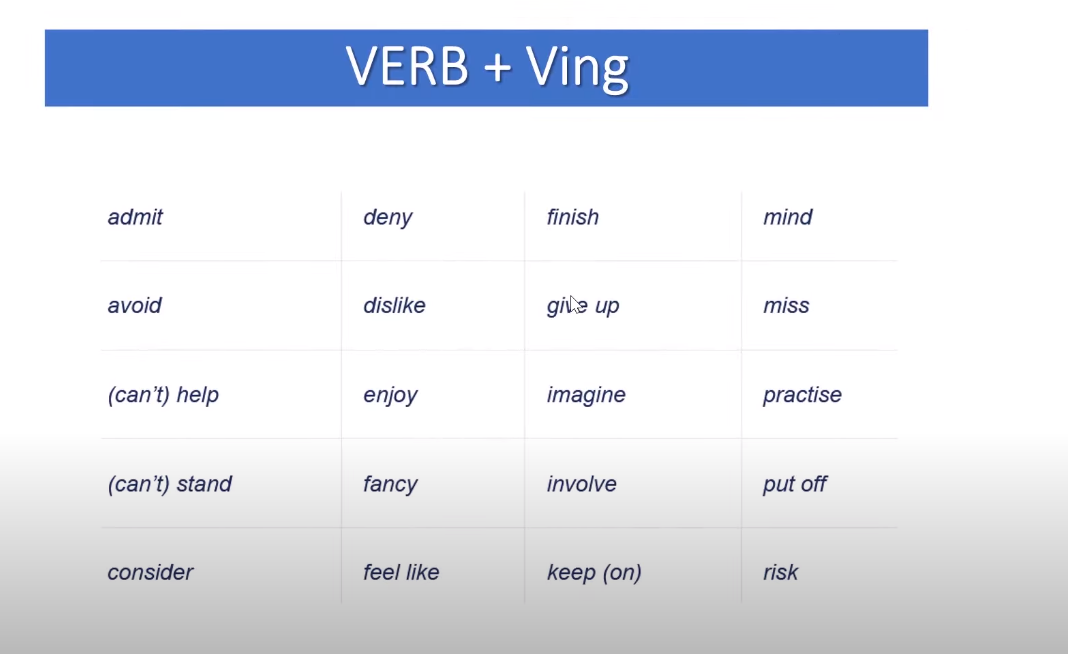 VERB + Ving
admit deny finish mind
avoid dislike give up miss
(can't) help enjoy imagine practise
(can't) stand fancy involve put off
consider feel like keep (on) risk